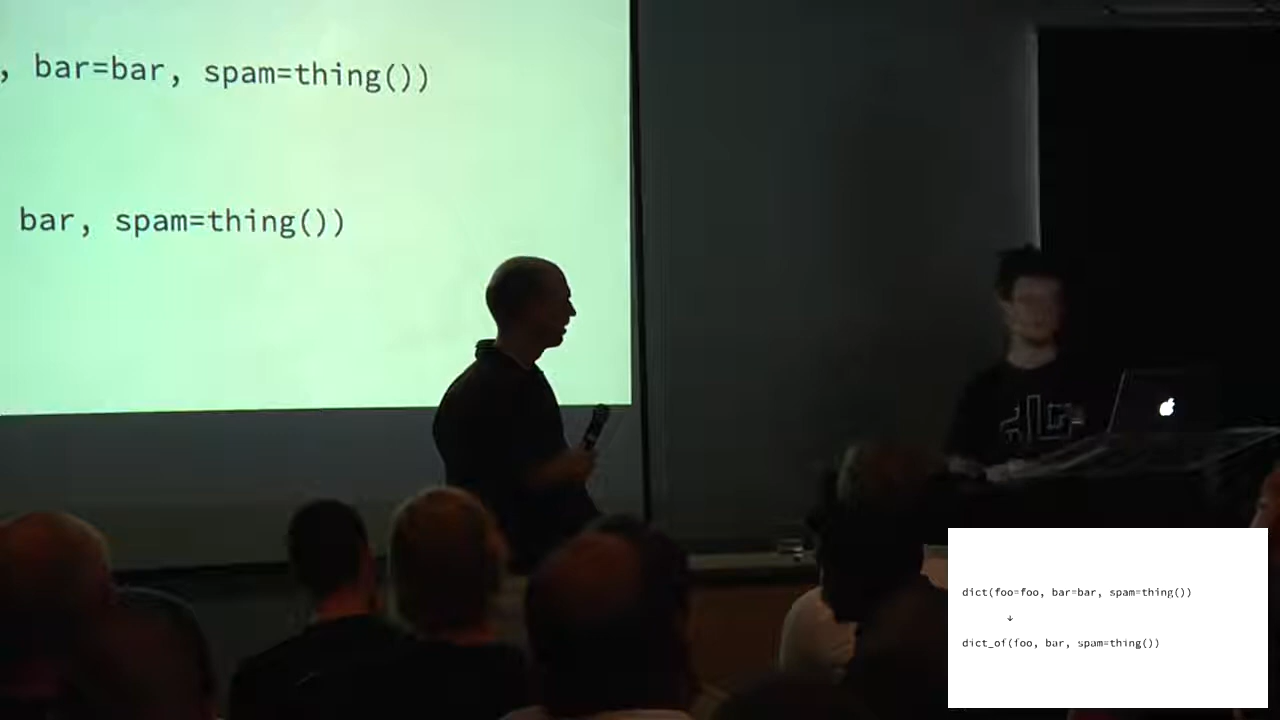 , bar=bar, spam=thing())
bar, spam=thing())
dict(foo=foo, bar=bar, spam=thing())
↓
dict_of(foo, bar, spam=thing())